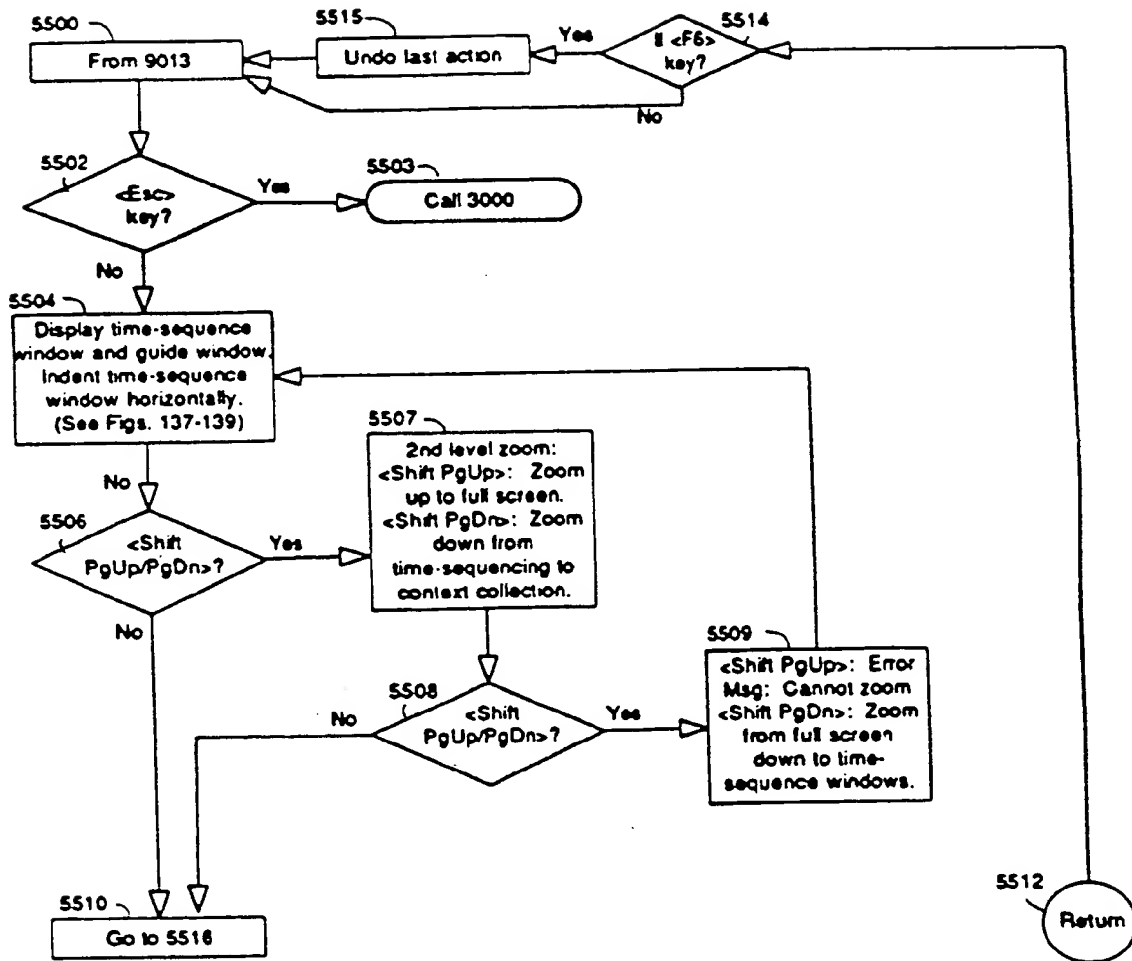 5500
From 9013
5515
Undo last action
Yes
5514
If <F6>
key?
No
5502
<Esc>
key?
Yes
5503
Call 3000
No
5504
Display time-sequence
window and guide window.
Indent time-sequence
window horizontally.
(See Figs. 137-139)
No
5506
<Shift
PgUp/PgDn>?
Yes
5507
2nd level zoom:
<Shift PgUp>: Zoom
up to full screen.
<Shift PgDn>: Zoom
down from
time-sequencing to
context collection.
No
5508
<Shift
PgUp/PgDn>?
No
Yes
5509
<Shift PgUp>: Error
Msg: Cannot zoom
<Shift PgDn>: Zoom
from full screen
down to time-
sequence windows.
5510
Go to 5516
5512
Return